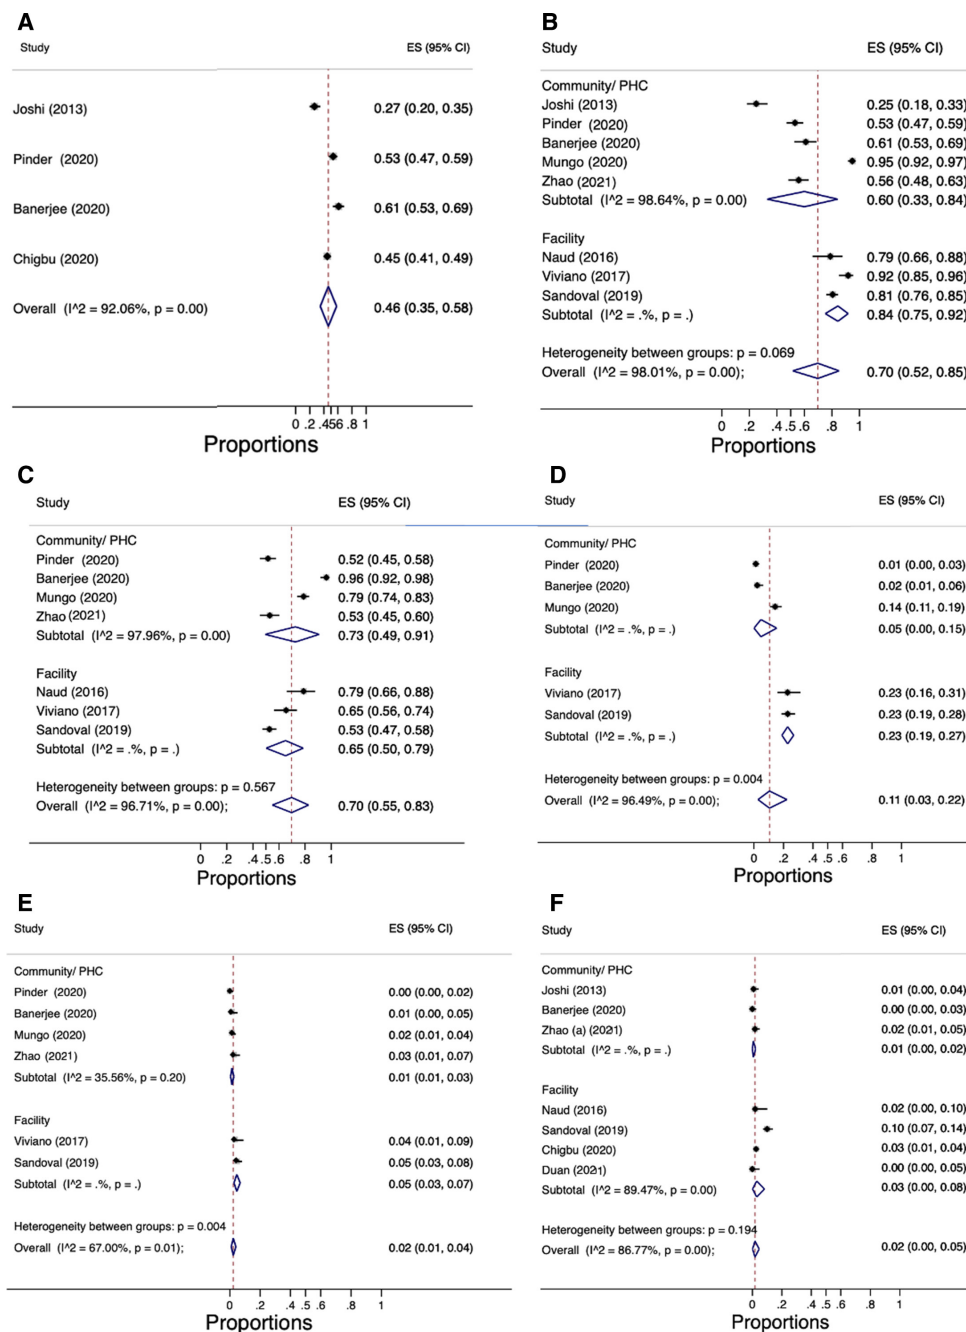 A
Study ES (95% CI)
Joshi (2013) 0.27 (0.20, 0.35)
Pinder (2020) 0.53 (0.47, 0.59)
Banerjee (2020) 0.61 (0.53, 0.69)
Chigbu (2020) 0.45 (0.41, 0.49)
Overall (I^2 = 92.06%, p = 0.00) 0.46 (0.35, 0.58)
0 .2 .456 .8 1
Proportions
B
Study ES (95% CI)
Community/ PHC
Joshi (2013) 0.25 (0.18, 0.33)
Pinder (2020) 0.53 (0.47, 0.59)
Banerjee (2020) 0.61 (0.53, 0.69)
Mungo (2020) 0.95 (0.92, 0.97)
Zhao (2021) 0.56 (0.48, 0.63)
Subtotal (I^2 = 98.64%, p = 0.00) 0.60 (0.33, 0.84)
Facility
Naud (2016) 0.79 (0.66, 0.88)
Viviano (2017) 0.92 (0.85, 0.96)
Sandoval (2019) 0.81 (0.76, 0.85)
Subtotal (I^2 = .%, p = .) 0.84 (0.75, 0.92)
Heterogeneity between groups: p = 0.069
Overall (I^2 = 98.01%, p = 0.00); 0.70 (0.52, 0.85)
0 .2 .4 .5 .6 .8 1
Proportions
C
Study ES (95% CI)
Community/ PHC
Pinder (2020) 0.52 (0.45, 0.58)
Banerjee (2020) 0.96 (0.92, 0.98)
Mungo (2020) 0.79 (0.74, 0.83)
Zhao (2021) 0.53 (0.45, 0.60)
Subtotal (I^2 = 97.96%, p = 0.00) 0.73 (0.49, 0.91)
Facility
Naud (2016) 0.79 (0.66, 0.88)
Viviano (2017) 0.65 (0.56, 0.74)
Sandoval (2019) 0.53 (0.47, 0.58)
Subtotal (I^2 = .%, p = .) 0.65 (0.50, 0.79)
Heterogeneity between groups: p = 0.567
Overall (I^2 = 96.71%, p = 0.00); 0.70 (0.55, 0.83)
0 .2 .4 .5 .6 .8 1
Proportions
D
Study ES (95% CI)
Community/ PHC
Pinder (2020) 0.01 (0.00, 0.03)
Banerjee (2020) 0.02 (0.01, 0.06)
Mungo (2020) 0.14 (0.11, 0.19)
Subtotal (I^2 = .%, p = .) 0.05 (0.00, 0.15)
Facility
Viviano (2017) 0.23 (0.16, 0.31)
Sandoval (2019) 0.23 (0.19, 0.28)
Subtotal (I^2 = .%, p = .) 0.23 (0.19, 0.27)
Heterogeneity between groups: p = 0.004
Overall (I^2 = 96.49%, p = 0.00); 0.11 (0.03, 0.22)
0 .2 .4 .5 .6 .8 1
Proportions
E
Study ES (95% CI)
Community/ PHC
Pinder (2020) 0.00 (0.00, 0.02)
Banerjee (2020) 0.01 (0.00, 0.05)
Mungo (2020) 0.02 (0.01, 0.04)
Zhao (2021) 0.03 (0.01, 0.07)
Subtotal (I^2 = 35.56%, p = 0.20) 0.01 (0.01, 0.03)
Facility
Viviano (2017) 0.04 (0.01, 0.09)
Sandoval (2019) 0.05 (0.03, 0.08)
Subtotal (I^2 = .%, p = .) 0.05 (0.03, 0.07)
Heterogeneity between groups: p = 0.004
Overall (I^2 = 67.00%, p = 0.01); 0.02 (0.01, 0.04)
0 .2 .4 .5 .6 .8 1
Proportions
F
Study ES (95% CI)
Community/ PHC
Joshi (2013) 0.01 (0.00, 0.04)
Banerjee (2020) 0.00 (0.00, 0.03)
Zhao (a) (2021) 0.02 (0.01, 0.05)
Subtotal (I^2 = .%, p = .) 0.01 (0.00, 0.02)
Facility
Naud (2016) 0.02 (0.00, 0.10)
Sandoval (2019) 0.10 (0.07, 0.14)
Chigbu (2020) 0.03 (0.01, 0.04)
Duan (2021) 0.00 (0.00, 0.05)
Subtotal (I^2 = 89.47%, p = 0.00) 0.03 (0.00, 0.08)
Heterogeneity between groups: p = 0.194
Overall (I^2 = 86.77%, p = 0.00); 0.02 (0.00, 0.05)
0 .2 .4 .5 .6 .8 1
Proportions